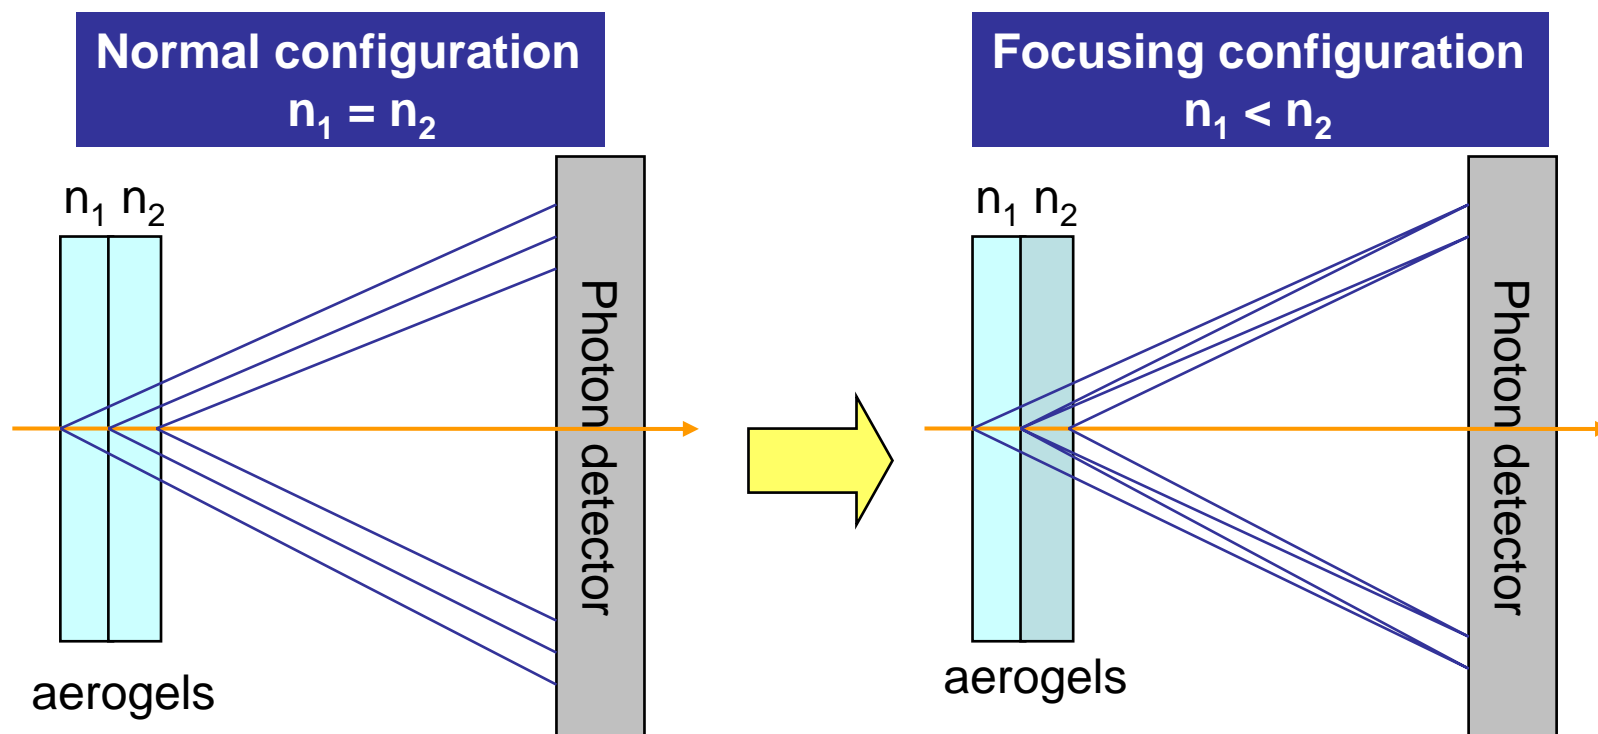 Normal configuration
n₁ = n₂
n₁ n₂
Photon detector
aerogels
Focusing configuration
n₁ < n₂
n₁ n₂
Photon detector
aerogels